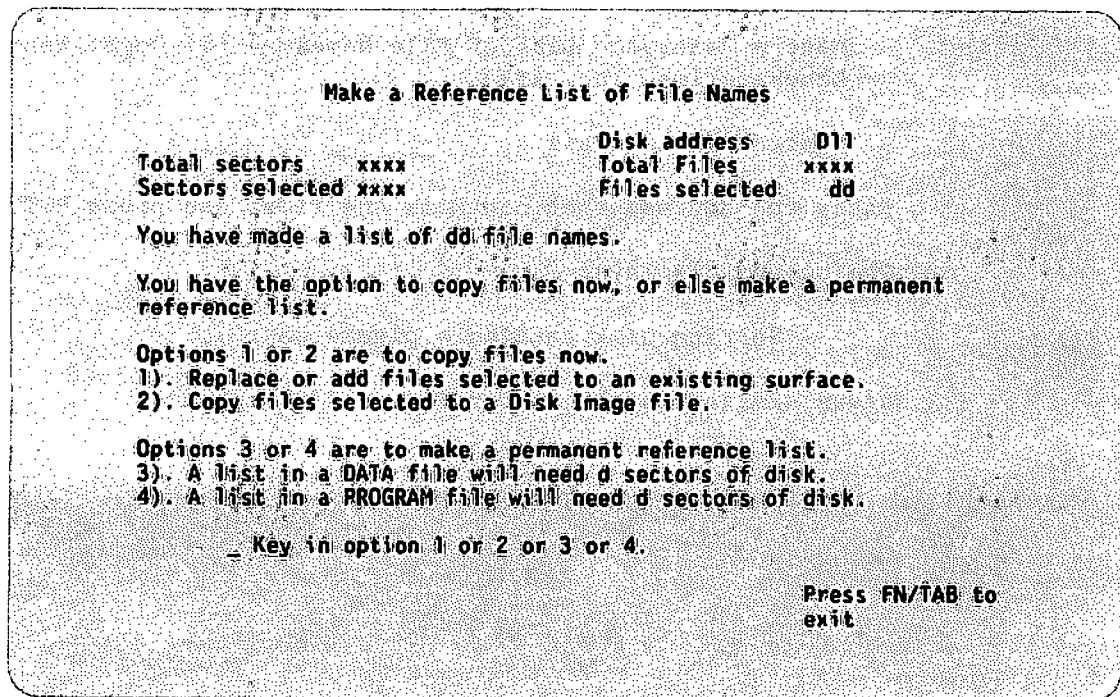 Make a Reference List of File Names
Disk address D11
Total sectors xxxx Total Files xxxx
Sectors selected xxxx Files selected dd
You have made a list of dd file names.
You have the option to copy files now, or else make a permanent
reference list.
Options 1 or 2 are to copy files now.
1). Replace or add files selected to an existing surface.
2). Copy files selected to a Disk Image file.
Options 3 or 4 are to make a permanent reference list.
3). A list in a DATA file will need d sectors of disk.
4). A list in a PROGRAM file will need d sectors of disk.
_ Key in option 1 or 2 or 3 or 4.
Press FN/TAB to
exit